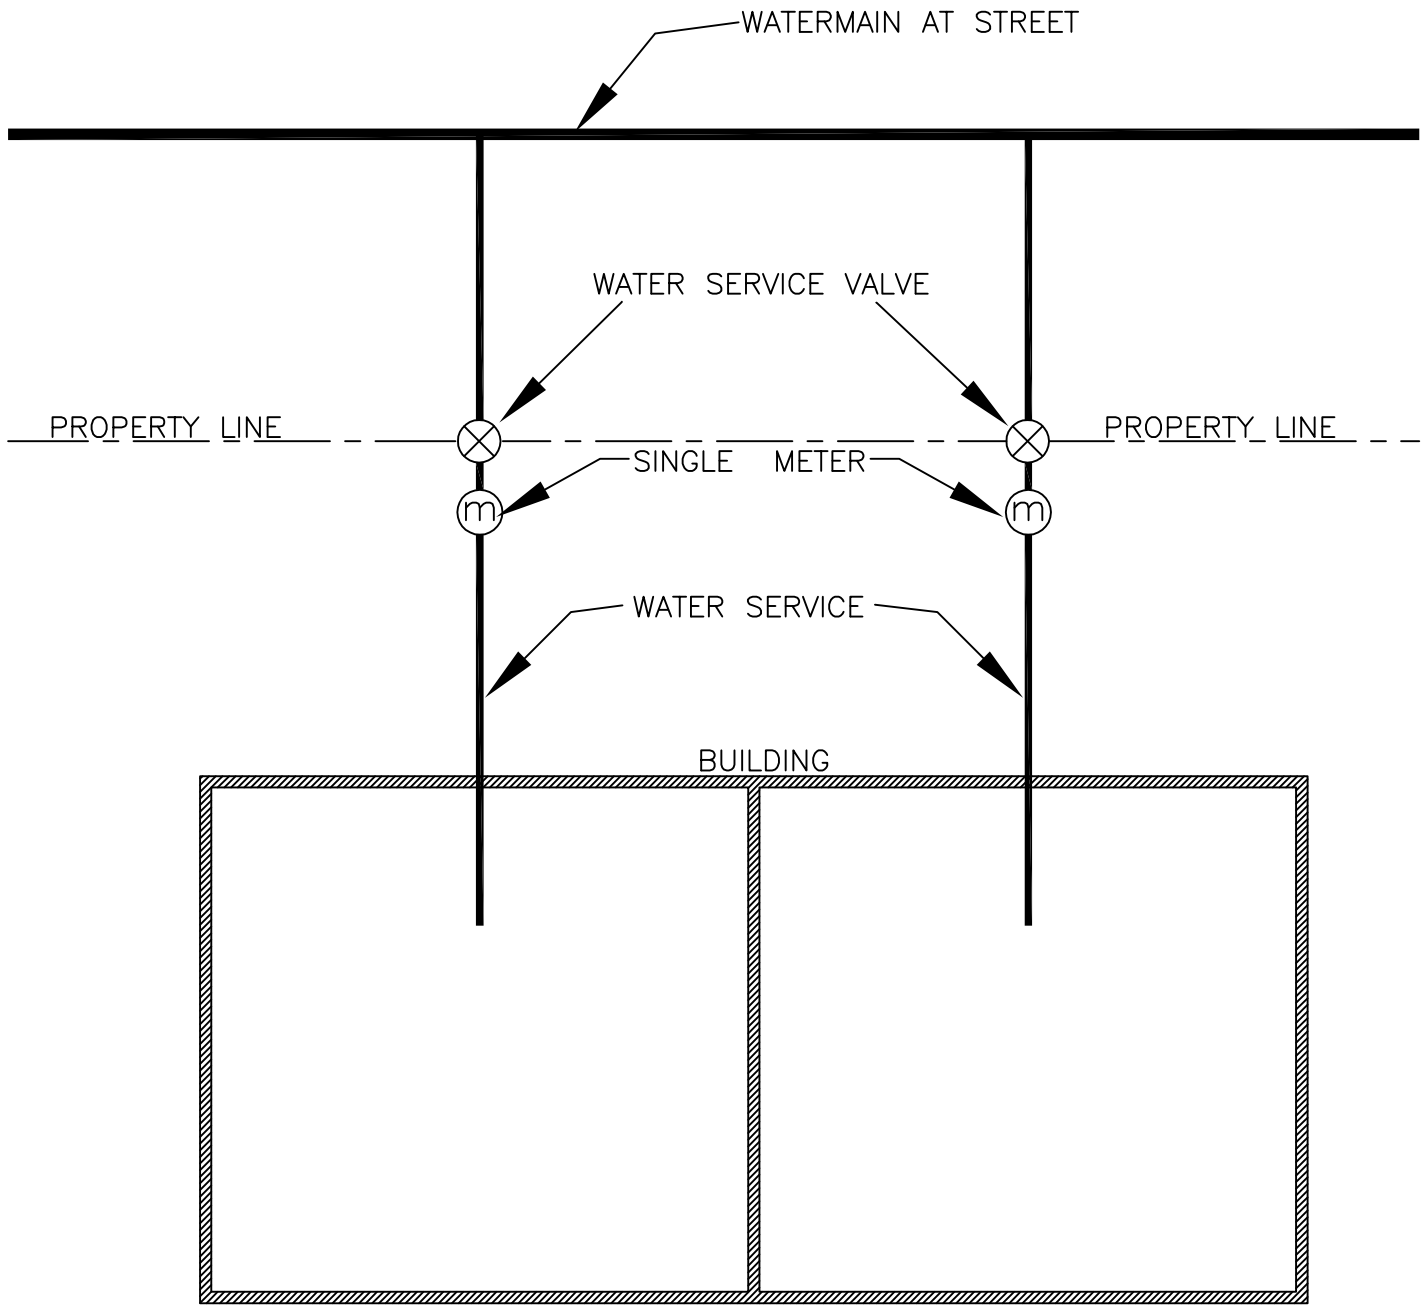 WATERMAIN AT STREET
WATER SERVICE VALVE
PROPERTY LINE
PROPERTY LINE
SINGLE METER
m
m
WATER SERVICE
BUILDING